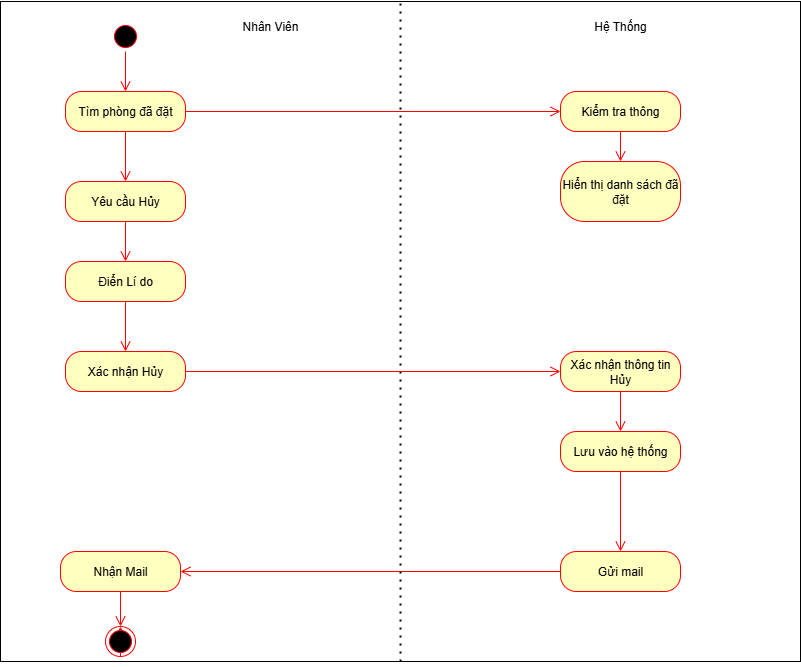 Nhân Viên
Hệ Thống
Tìm phòng đã đặt
Kiểm tra thông
Hiển thị danh sách đã
đặt
Yêu cầu Hủy
Điển Lí do
Xác nhận Hủy
Xác nhận thông tin
Hủy
Lưu vào hệ thống
Nhận Mail
Gửi mail